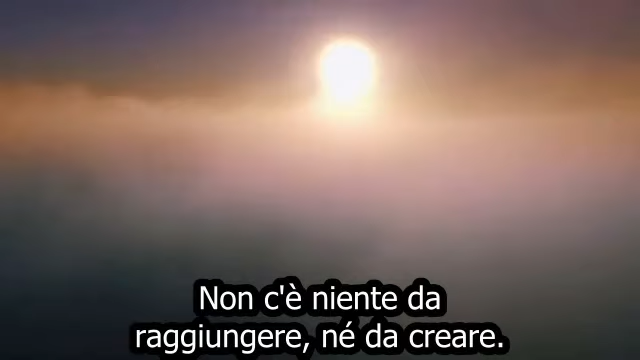 Non c'è niente da
raggiungere, né da creare.